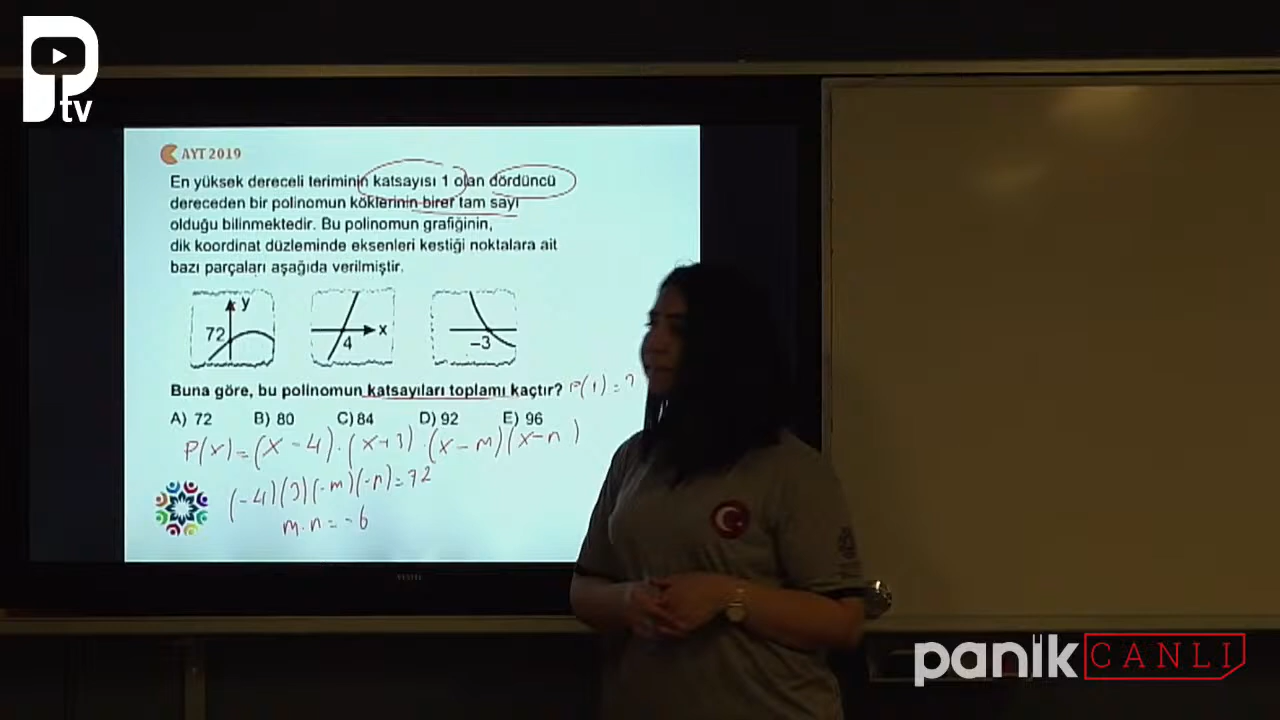 tv
AYT 2019
En yüksek dereceli teriminin katsayısı 1 olan dördüncü
dereceden bir polinomun köklerinin birer tam sayı
olduğu bilinmektedir. Bu polinomun grafiğinin,
dik koordinat düzleminde eksenleri kestiği noktalara ait
bazı parçaları aşağıda verilmiştir.
y
72
x
4
-3
Buna göre, bu polinomun katsayıları toplamı kaçtır? P(1) = ?
A) 72 B) 80 C) 84 D) 92 E) 96
P(x) = (x - 4) . (x + 3) . (x - m) (x - n)
(-4) (3) (-m) (-n) = 72
m . n = -6
panik CANLI